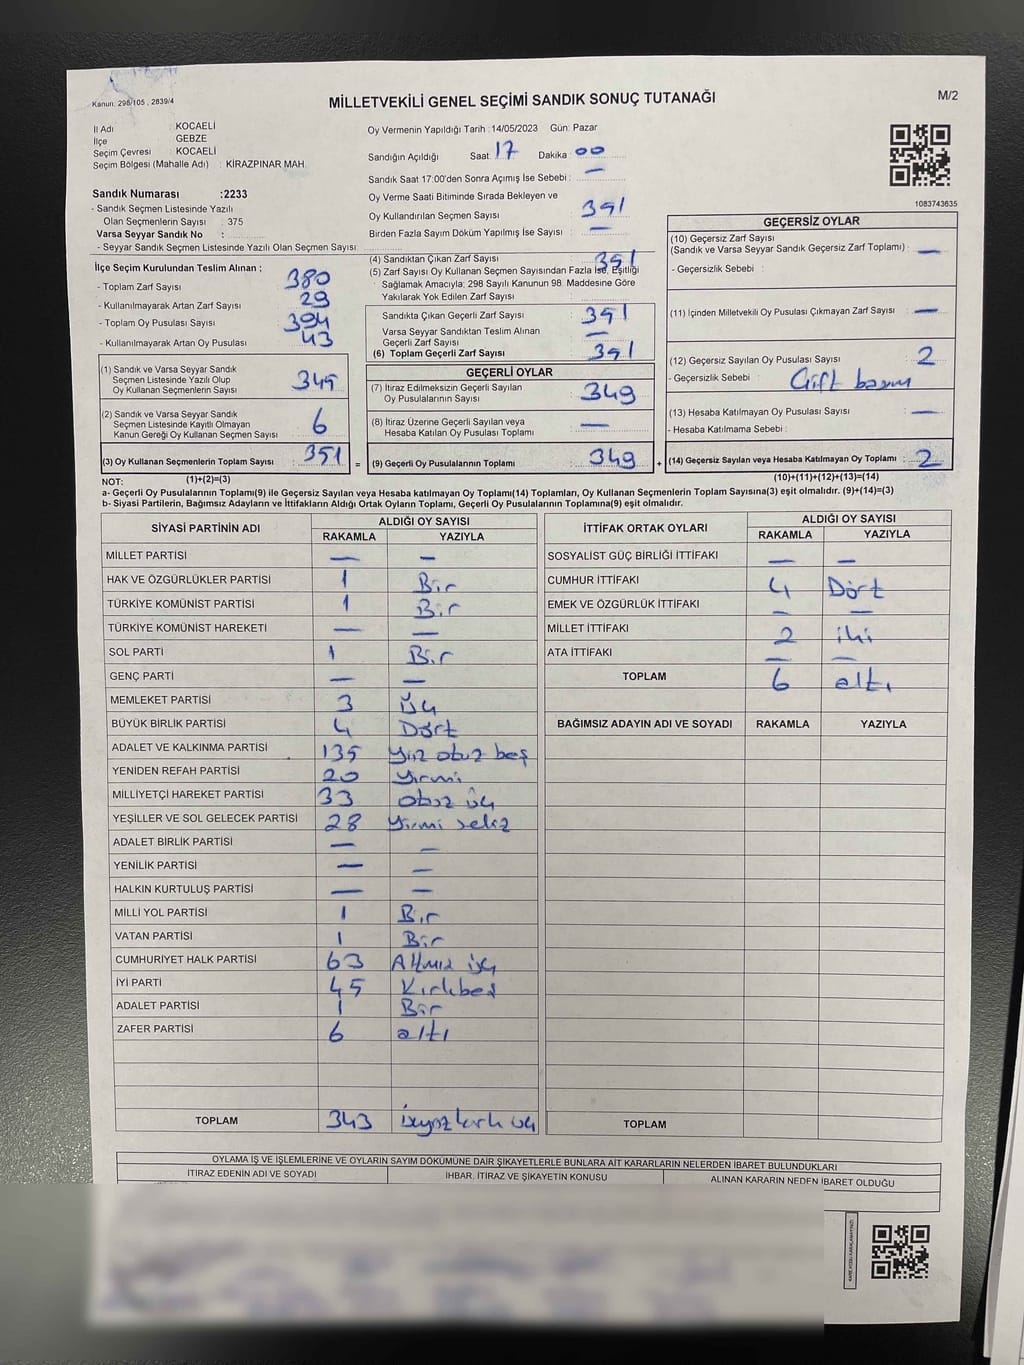 Kanun: 298/105 , 2839/4
MİLLETVEKİLİ GENEL SEÇİMİ SANDIK SONUÇ TUTANAĞI
M/2
İl Adı : KOCAELİ
İlçe : GEBZE
Seçim Çevresi : KOCAELİ
Seçim Bölgesi (Mahalle Adı) : KİRAZPINAR MAH.
Oy Vermenin Yapıldığı Tarih :14/05/2023 Gün: Pazar
Sandığın Açıldığı Saat: 17 Dakika: 00
Sandık Saat 17:00'den Sonra Açımış İse Sebebi : —
Oy Verme Saati Bitiminde Sırada Bekleyen ve
Oy Kullandırılan Seçmen Sayısı : 391
Birden Fazla Sayım Döküm Yapılmış İse Sayısı : —
1083743635
Sandık Numarası :2233
- Sandık Seçmen Listesinde Yazılı
Olan Seçmenlerin Sayısı : 375
Varsa Seyyar Sandık No :
- Seyyar Sandık Seçmen Listesinde Yazılı Olan Seçmen Sayısı:
İlçe Seçim Kurulundan Teslim Alınan :
- Toplam Zarf Sayısı : 380
- Kullanılmayarak Artan Zarf Sayısı : 29
- Toplam Oy Pusulası Sayısı : 394
- Kullanılmayarak Artan Oy Pusulası : 43
(1) Sandık ve Varsa Seyyar Sandık
Seçmen Listesinde Yazılı Olup
Oy Kullanan Seçmenlerin Sayısı : 345
(2) Sandık ve Varsa Seyyar Sandık
Seçmen Listesinde Kayıtlı Olmayan
Kanun Gereği Oy Kullanan Seçmen Sayısı : 6
(3) Oy Kullanan Seçmenlerin Toplam Sayısı : 351 =
(4) Sandıktan Çıkan Zarf Sayısı : 391
(5) Zarf Sayısı Oy Kullanan Seçmen Sayısından Fazla İse, Eşitliği
Sağlamak Amacıyla; 298 Sayılı Kanunun 98. Maddesine Göre
Yakılarak Yok Edilen Zarf Sayısı :
Sandıkta Çıkan Geçerli Zarf Sayısı : 391
Varsa Seyyar Sandıktan Teslim Alınan
Geçerli Zarf Sayısı : —
(6) Toplam Geçerli Zarf Sayısı : 391
GEÇERLİ OYLAR
(7) İtiraz Edilmeksizin Geçerli Sayılan
Oy Pusulalarının Sayısı : 349
(8) İtiraz Üzerine Geçerli Sayılan veya
Hesaba Katılan Oy Pusulası Toplamı : —
(9) Geçerli Oy Pusulalarının Toplamı : 349 +
GEÇERSİZ OYLAR
(10) Geçersiz Zarf Sayısı
(Sandık ve Varsa Seyyar Sandık Geçersiz Zarf Toplamı) : —
- Geçersizlik Sebebi :
(11) İçinden Milletvekili Oy Pusulası Çıkmayan Zarf Sayısı : —
(12) Geçersiz Sayılan Oy Pusulası Sayısı : 2
- Geçersizlik Sebebi : Çift basım
(13) Hesaba Katılmayan Oy Pusulası Sayısı : —
- Hesaba Katılmama Sebebi :
(14) Geçersiz Sayılan veya Hesaba Katılmayan Oy Toplamı : 2
NOT: (1)+(2)=(3) (10)+(11)+(12)+(13)=(14)
a- Geçerli Oy Pusulalarının Toplamı(9) ile Geçersiz Sayılan veya Hesaba katılmayan Oy Toplamı(14) Toplamları, Oy Kullanan Seçmenlerin Toplam Sayısına(3) eşit olmalıdır. (9)+(14)=(3)
b- Siyasi Partilerin, Bağımsız Adayların ve İttifakların Aldığı Ortak Oyların Toplamı, Geçerli Oy Pusulalarının Toplamına(9) eşit olmalıdır.
SİYASİ PARTİNİN ADI ALDIĞI OY SAYISI
RAKAMLA YAZIYLA
MİLLET PARTİSİ — —
HAK VE ÖZGÜRLÜKLER PARTİSİ 1 Bir
TÜRKİYE KOMÜNİST PARTİSİ 1 Bir
TÜRKİYE KOMÜNİST HAREKETİ — —
SOL PARTİ 1 Bir
GENÇ PARTİ — —
MEMLEKET PARTİSİ 3 üç
BÜYÜK BİRLİK PARTİSİ 4 Dört
ADALET VE KALKINMA PARTİSİ 135 Yüz otuz beş
YENİDEN REFAH PARTİSİ 20 Yirmi
MİLLİYETÇİ HAREKET PARTİSİ 33 otuz üç
YEŞİLLER VE SOL GELECEK PARTİSİ 28 Yirmi sekiz
ADALET BİRLİK PARTİSİ — —
YENİLİK PARTİSİ — —
HALKIN KURTULUŞ PARTİSİ — —
MİLLİ YOL PARTİSİ 1 Bir
VATAN PARTİSİ 1 Bir
CUMHURİYET HALK PARTİSİ 63 Altmış üç
İYİ PARTİ 45 Kırkbeş
ADALET PARTİSİ 1 Bir
ZAFER PARTİSİ 6 altı
TOPLAM 343 üçyüzkırk üç
İTTİFAK ORTAK OYLARI ALDIĞI OY SAYISI
RAKAMLA YAZIYLA
SOSYALİST GÜÇ BİRLİĞİ İTTİFAKI — —
CUMHUR İTTİFAKI 4 Dört
EMEK VE ÖZGÜRLÜK İTTİFAKI — —
MİLLET İTTİFAKI 2 iki
ATA İTTİFAKI — —
TOPLAM 6 altı
BAĞIMSIZ ADAYIN ADI VE SOYADI RAKAMLA YAZIYLA
TOPLAM
OYLAMA İŞ VE İŞLEMLERİNE VE OYLARIN SAYIM DÖKÜMÜNE DAİR ŞİKAYETLERLE BUNLARA AİT KARARLARIN NELERDEN İBARET BULUNDUKLARI
İTİRAZ EDENİN ADI VE SOYADI İHBAR, İTİRAZ VE ŞİKAYETİN KONUSU ALINAN KARARIN NEDEN İBARET OLDUĞU